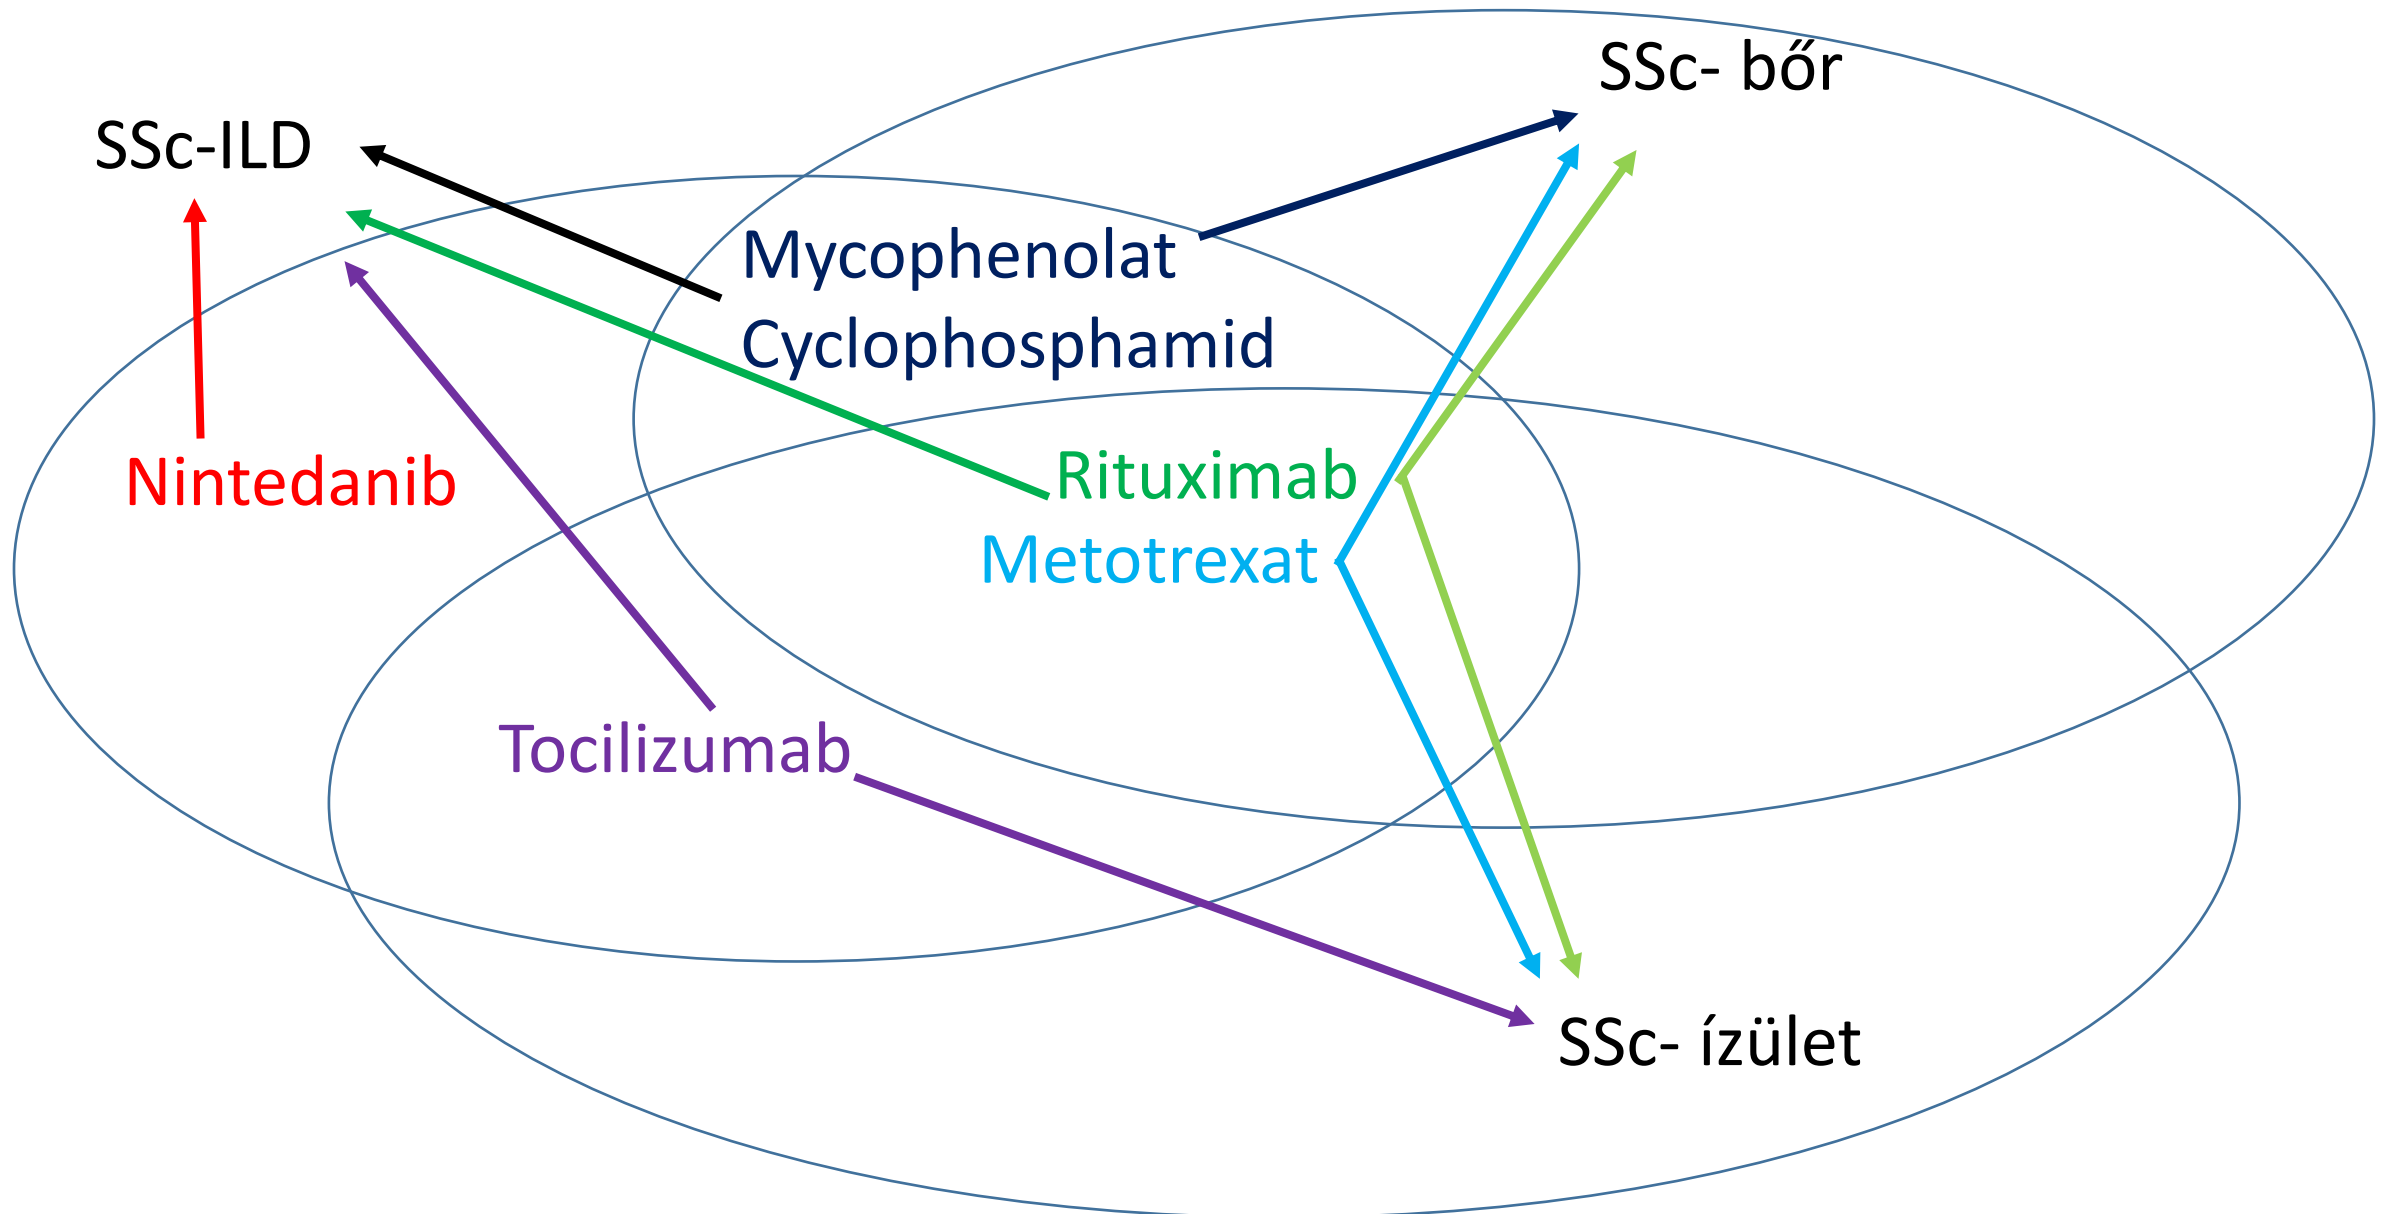 SSc- bőr
SSc-ILD
Mycophenolat
Cyclophosphamid
Rituximab
Nintedanib
Metotrexat
Tocilizumab
SSc- ízület